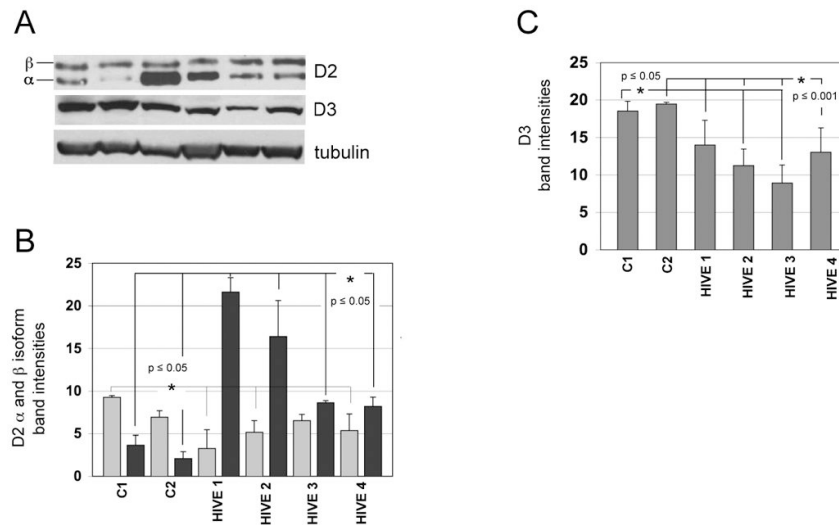 A
β
α
D2
D3
tubulin
B
D2 α and β isoform
band intensities
25
20
15
10
5
0
p ≤ 0.05
*
p ≤ 0.05
*
C1
C2
HIVE 1
HIVE 2
HIVE 3
HIVE 4
C
D3
band intensities
25
20
15
10
5
0
p ≤ 0.05
*
*
p ≤ 0.001
C1
C2
HIVE 1
HIVE 2
HIVE 3
HIVE 4